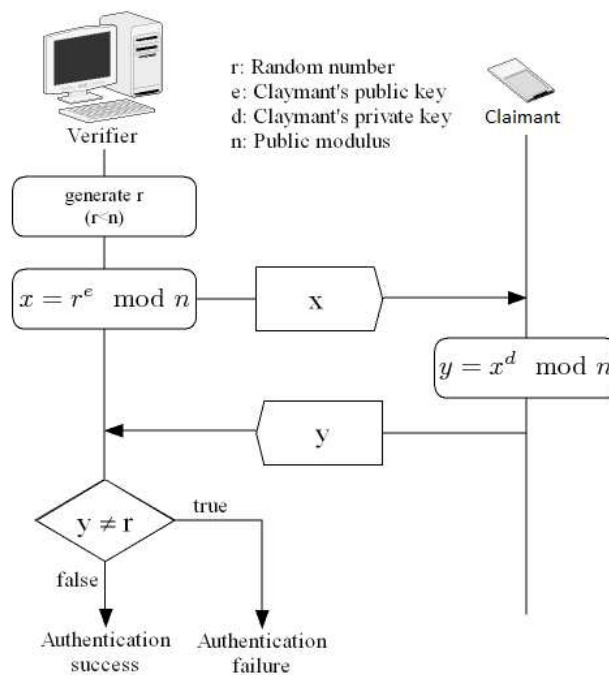 r: Random number
e: Claymant's public key
d: Claymant's private key
n: Public modulus
Verifier
Claimant
generate r
(r<n)
x = r^e mod n
x
y = x^d mod n
y
y ≠ r
true
false
Authentication
success
Authentication
failure